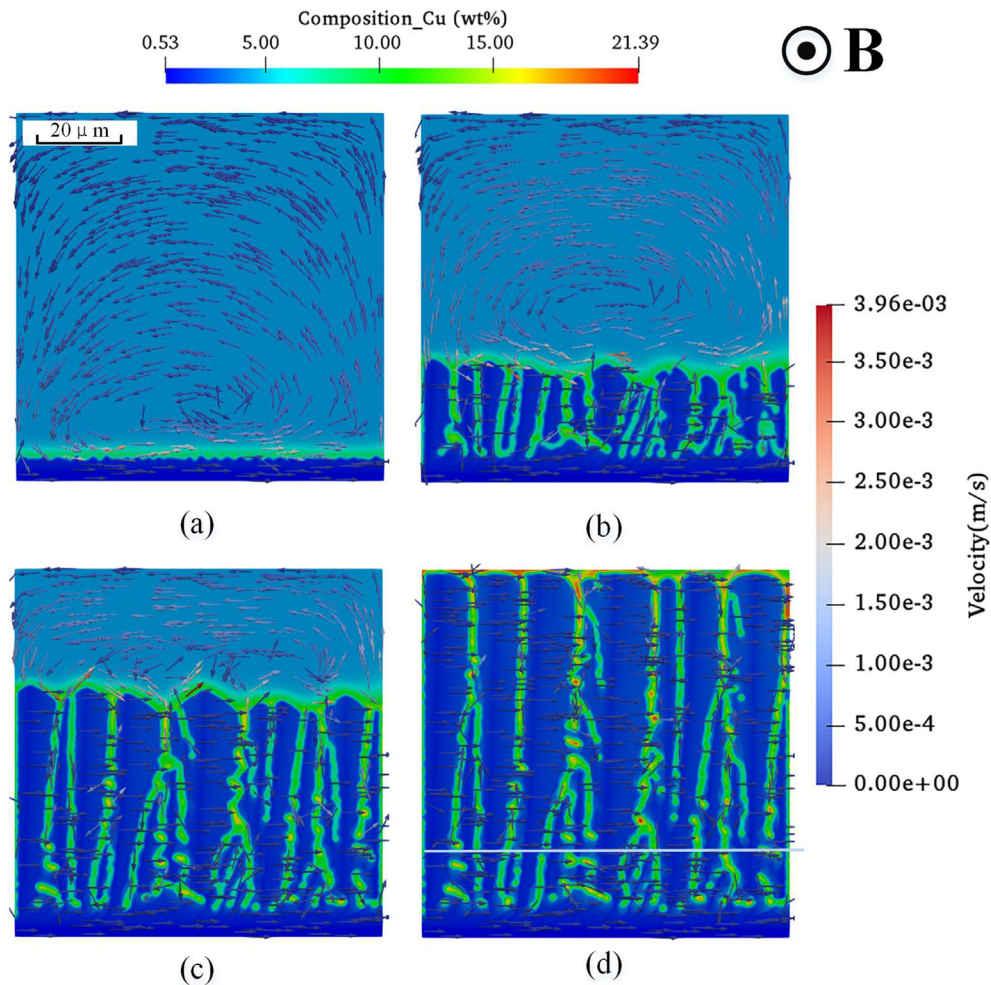 Composition_Cu (wt%)
0.53 5.00 10.00 15.00 21.39
B
20 μm
(a)
(b)
3.96e-03
3.50e-3
3.00e-3
2.50e-3
2.00e-3
1.50e-3
1.00e-3
5.00e-4
0.00e+00
Velocity(m/s)
(c)
(d)